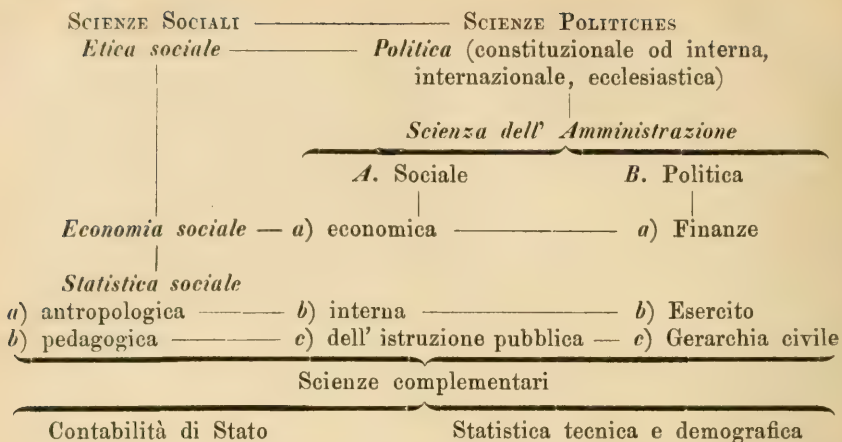 SCIENZE SOCIALI — SCIENZE POLITICHES
Etica sociale — Politica (constituzionale od interna,
internazionale, ecclesiastica)
Scienza dell' Amministrazione
A. Sociale B. Politica
Economia sociale — a) economica — a) Finanze
Statistica sociale
a) antropologica — b) interna — b) Esercito
b) pedagogica — c) dell' istruzione pubblica — c) Gerarchia civile
Scienze complementari
Contabilità di Stato Statistica tecnica e demografica